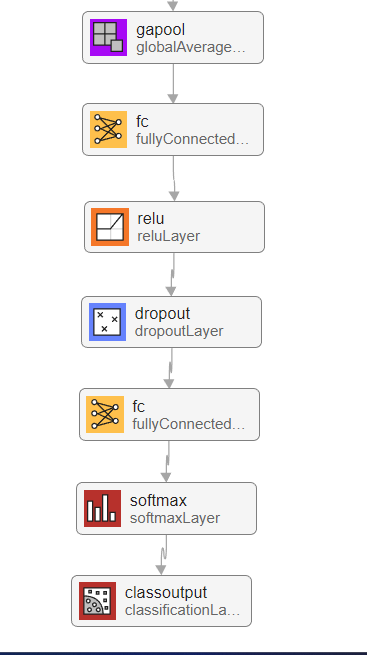 gapool
globalAverage...
fc
fullyConnected...
relu
reluLayer
dropout
dropoutLayer
fc
fullyConnected...
softmax
softmaxLayer
classoutput
classificationLa...